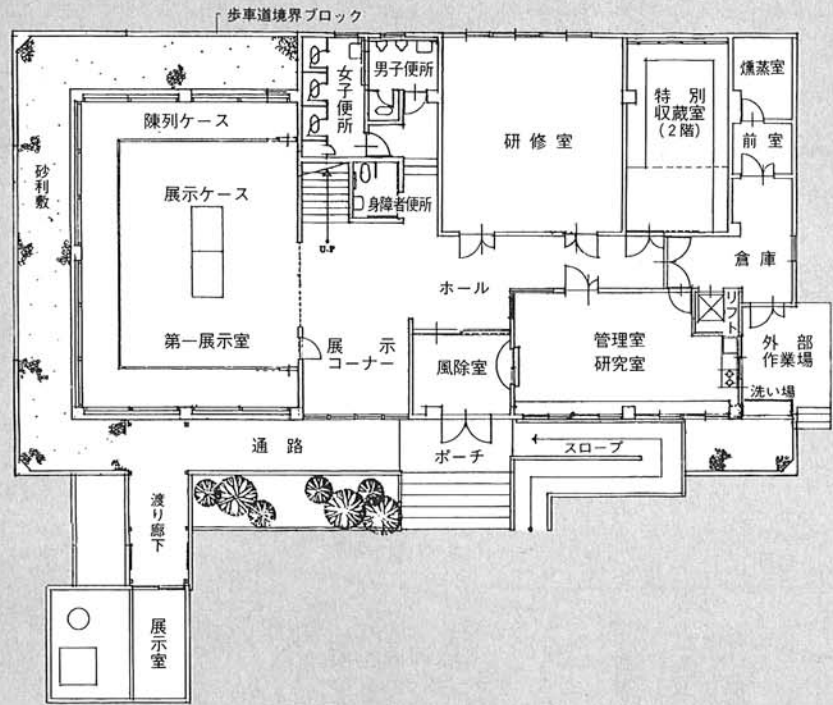 歩車道境界ブロック
女子便所
男子便所
燻蒸室
陳列ケース
特別
収蔵室
(2階)
研修室
前室
砂利敷
展示ケース
身障者便所
U-P
倉庫
ホール
リフト
第一展示室
展示
コーナー
風除室
管理室
研究室
外部
作業場
洗い場
通路
ポーチ
スロープ
渡り廊下
展示室